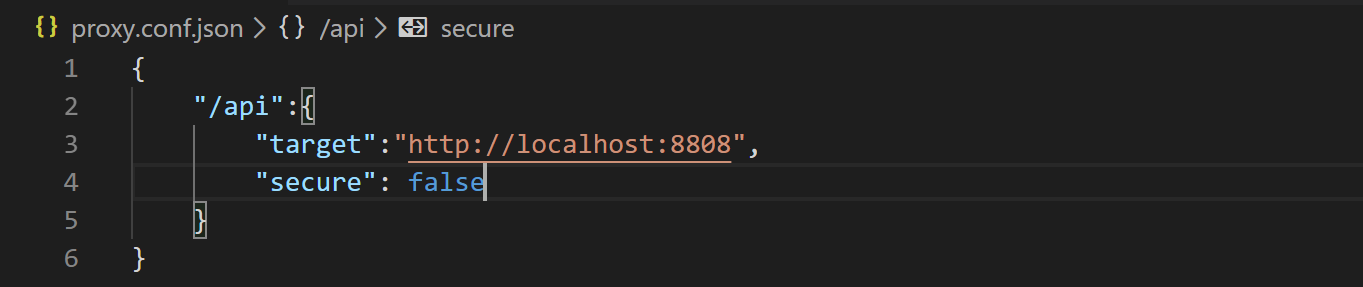 {} proxy.conf.json > {} /api > secure
1 {
2     "/api":{
3         "target":"http://localhost:8808",
4         "secure": false
5     }
6 }